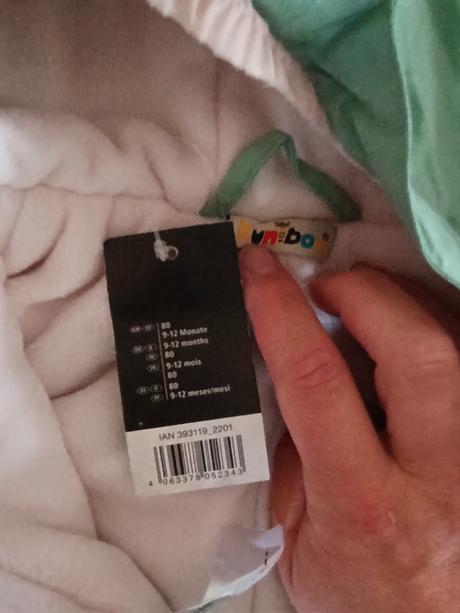 80
9-12 Monate
9-12 months
80
9-12 mois
80
80
9-12 meses/mesi
IAN 393119_2201
4 063378 052343